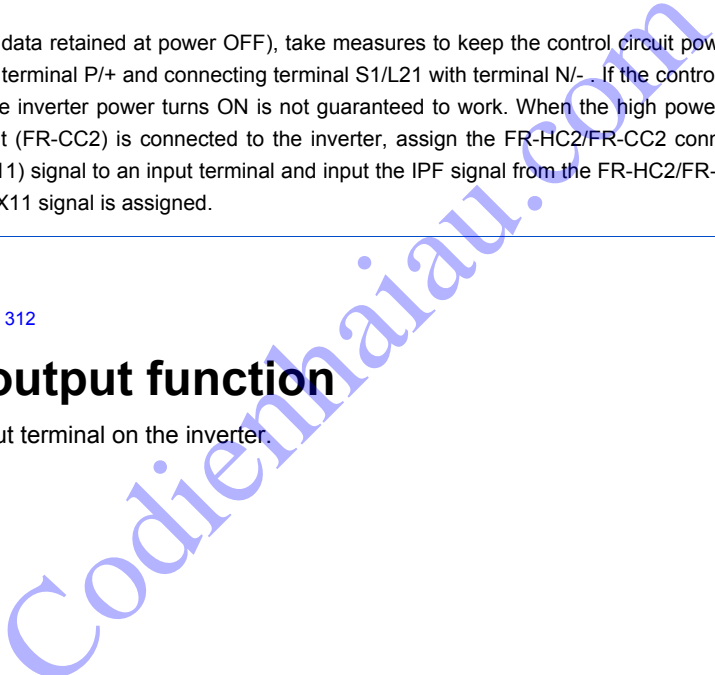 data retained at power OFF), take measures to keep the control circuit pow
terminal P/+ and connecting terminal S1/L21 with terminal N/- . If the control
e inverter power turns ON is not guaranteed to work. When the high power
t (FR-CC2) is connected to the inverter, assign the FR-HC2/FR-CC2 conn
11) signal to an input terminal and input the IPF signal from the FR-HC2/FR-
X11 signal is assigned.
312
output function
ut terminal on the inverter.
Codienhaiau.com